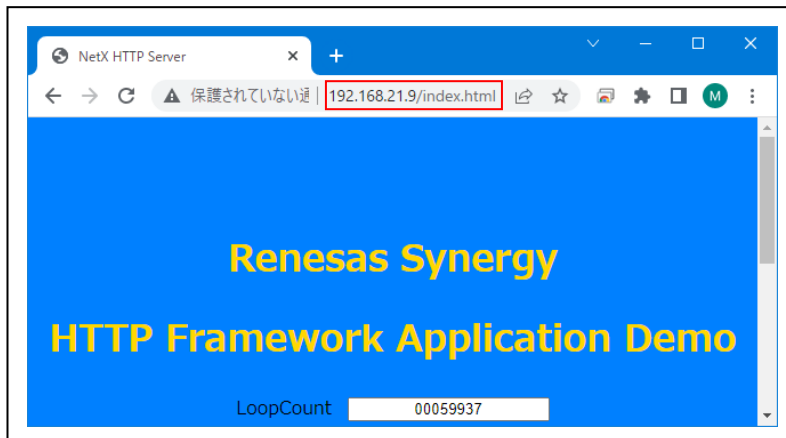 NetX HTTP Server
保護されていない通 192.168.21.9/index.html M
Renesas Synergy
HTTP Framework Application Demo
LoopCount 00059937